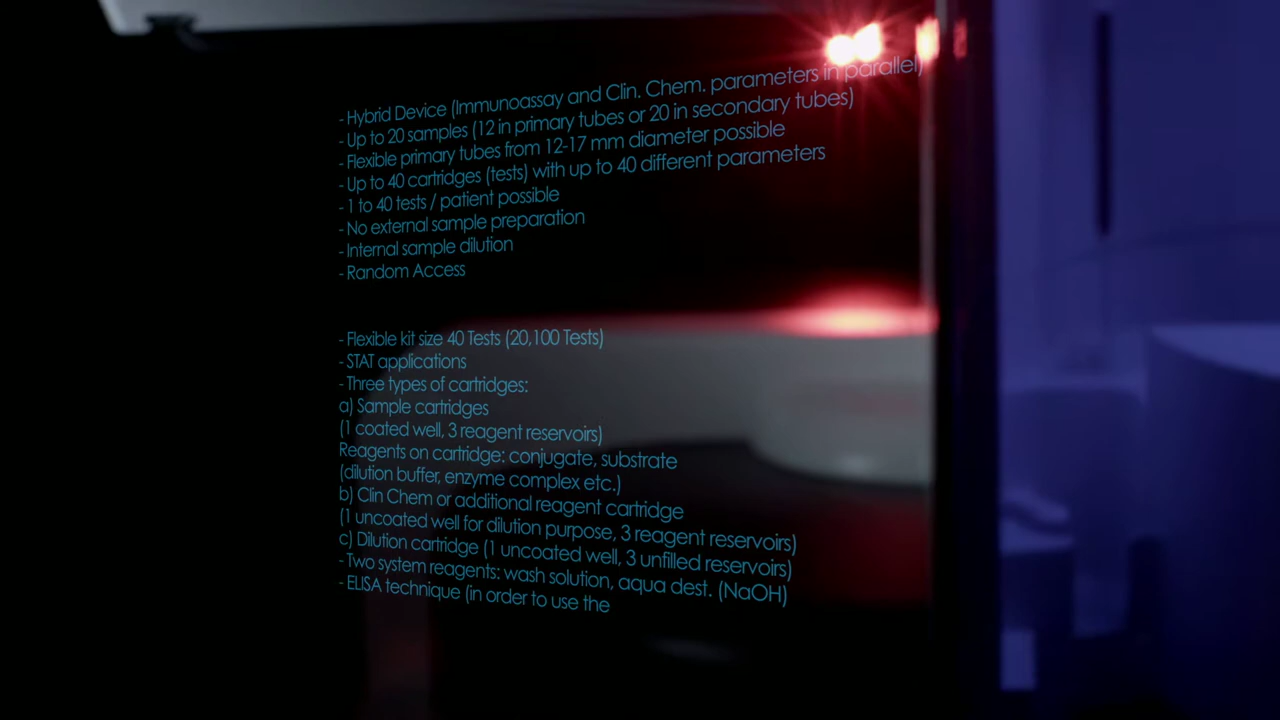 - Hybrid Device (Immunoassay and Clin. Chem. parameters in parallel)
- Up to 20 samples (12 in primary tubes or 20 in secondary tubes)
- Flexible primary tubes from 12-17 mm diameter possible
- Up to 40 cartridges (tests) with up to 40 different parameters
- 1 to 40 tests / patient possible
- No external sample preparation
- Internal sample dilution
- Random Access
- Flexible kit size 40 Tests (20,100 Tests)
- STAT applications
- Three types of cartridges:
a) Sample cartridges
(1 coated well, 3 reagent reservoirs)
Reagents on cartridge: conjugate, substrate
(dilution buffer, enzyme complex etc.)
b) Clin Chem or additional reagent cartridge
(1 uncoated well for dilution purpose, 3 reagent reservoirs)
c) Dilution cartridge (1 uncoated well, 3 unfilled reservoirs)
- Two system reagents: wash solution, aqua dest. (NaOH)
- ELISA technique (in order to use the